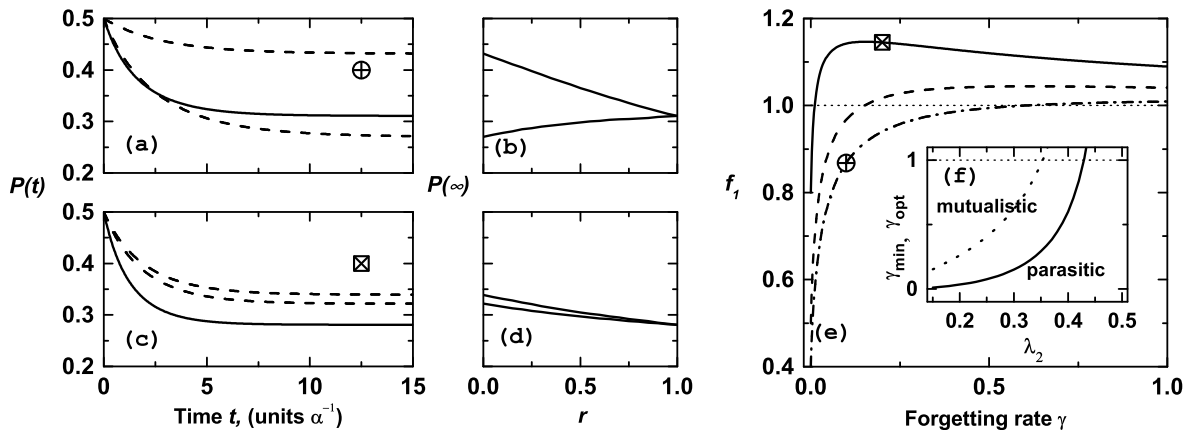 0.5
0.4
0.3
0.2
(a)
P(t)
0.5
0.4
0.3
0.2
(c)
0
5
10
15
Time t, (units α⁻¹)
(b)
P(∞)
(d)
0.0
0.5
1.0
r
1.2
1.0
0.8
0.6
0.4
f₁
(e)
0.0
0.5
1.0
Forgetting rate γ
1
0
γmin, γopt
(f)
mutualistic
parasitic
0.2
0.3
0.4
0.5
λ₂